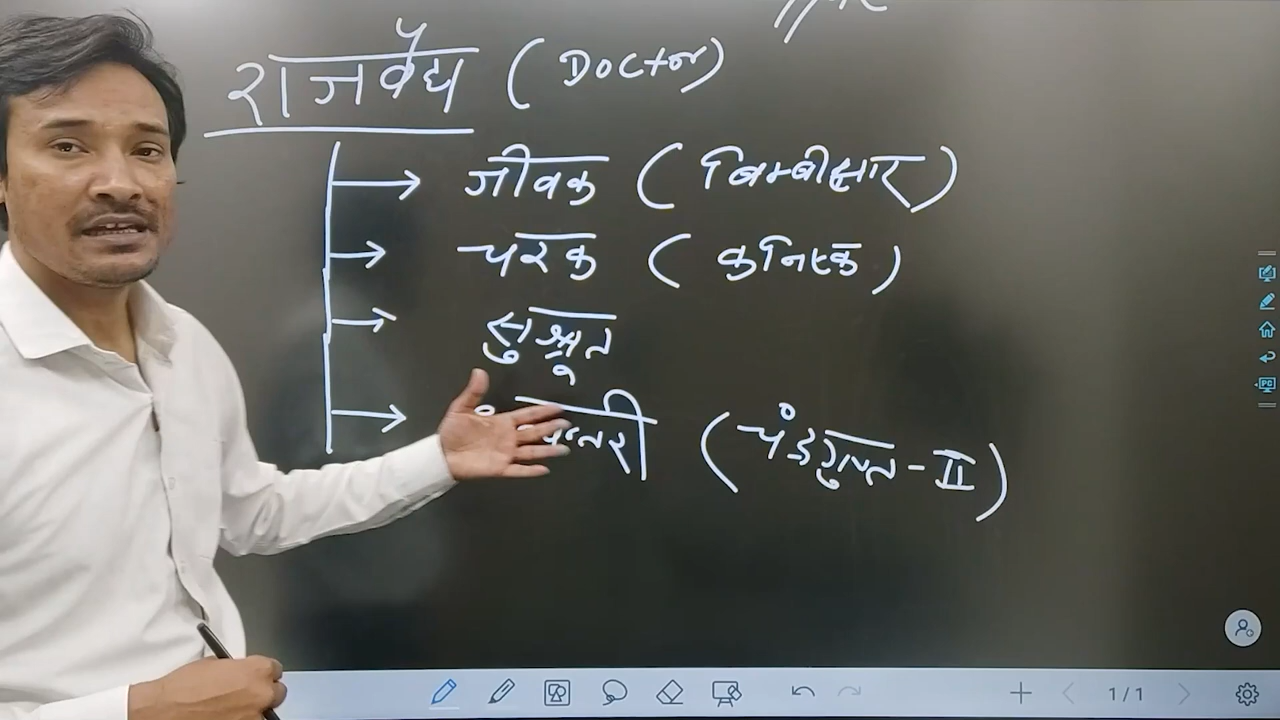 राजवैद्य (Doctor)
जीवक (बिम्बीसार)
चरक (कनिष्क)
सुश्रुत
(चंद्रगुप्त-II)
1/1